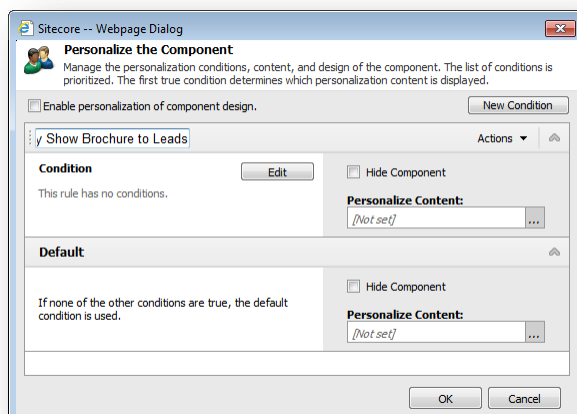 Sitecore -- Webpage Dialog
Personalize the Component
Manage the personalization conditions, content, and design of the component. The list of conditions is
prioritized. The first true condition determines which personalization content is displayed.
Enable personalization of component design.
New Condition
y Show Brochure to Leads
Actions
Condition
Edit
Hide Component
This rule has no conditions.
Personalize Content:
[Not set]
...
Default
Hide Component
If none of the other conditions are true, the default
condition is used.
Personalize Content:
[Not set]
...
OK
Cancel